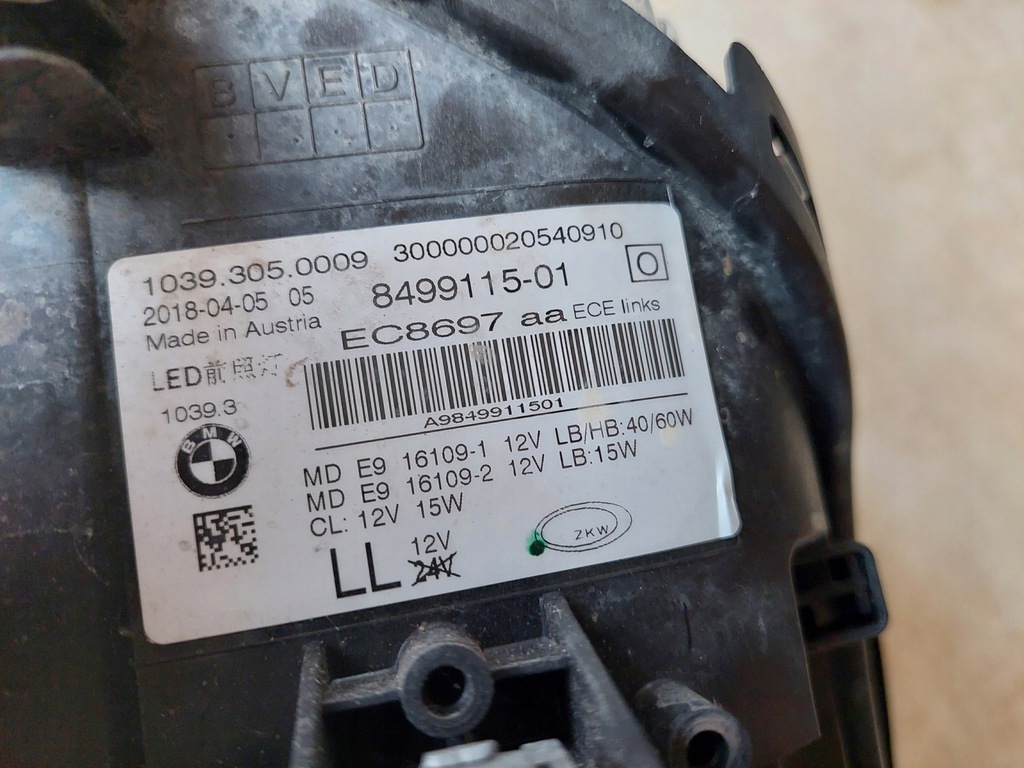 B V E D
1039.305.0009 300000020540910
2018-04-05 05 8499115-01 O
Made in Austria EC8697 aa ECE links
LED前照灯
1039.3
A9849911501
BMW
MD E9 16109-1 12V LB/HB:40/60W
MD E9 16109-2 12V LB:15W
CL: 12V 15W
LL 12V
24V
ZKW